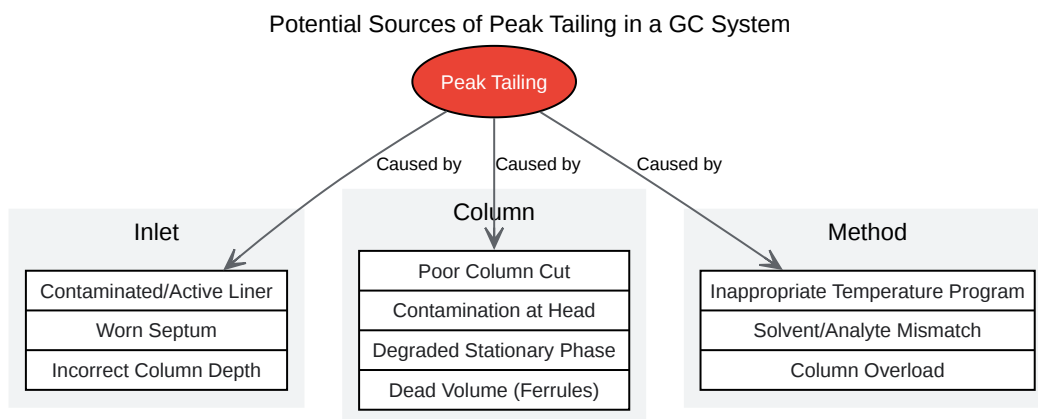 Potential Sources of Peak Tailing in a GC System
Peak Tailing
Caused by
Caused by
Caused by
Inlet
Contaminated/Active Liner
Worn Septum
Incorrect Column Depth
Column
Poor Column Cut
Contamination at Head
Degraded Stationary Phase
Dead Volume (Ferrules)
Method
Inappropriate Temperature Program
Solvent/Analyte Mismatch
Column Overload